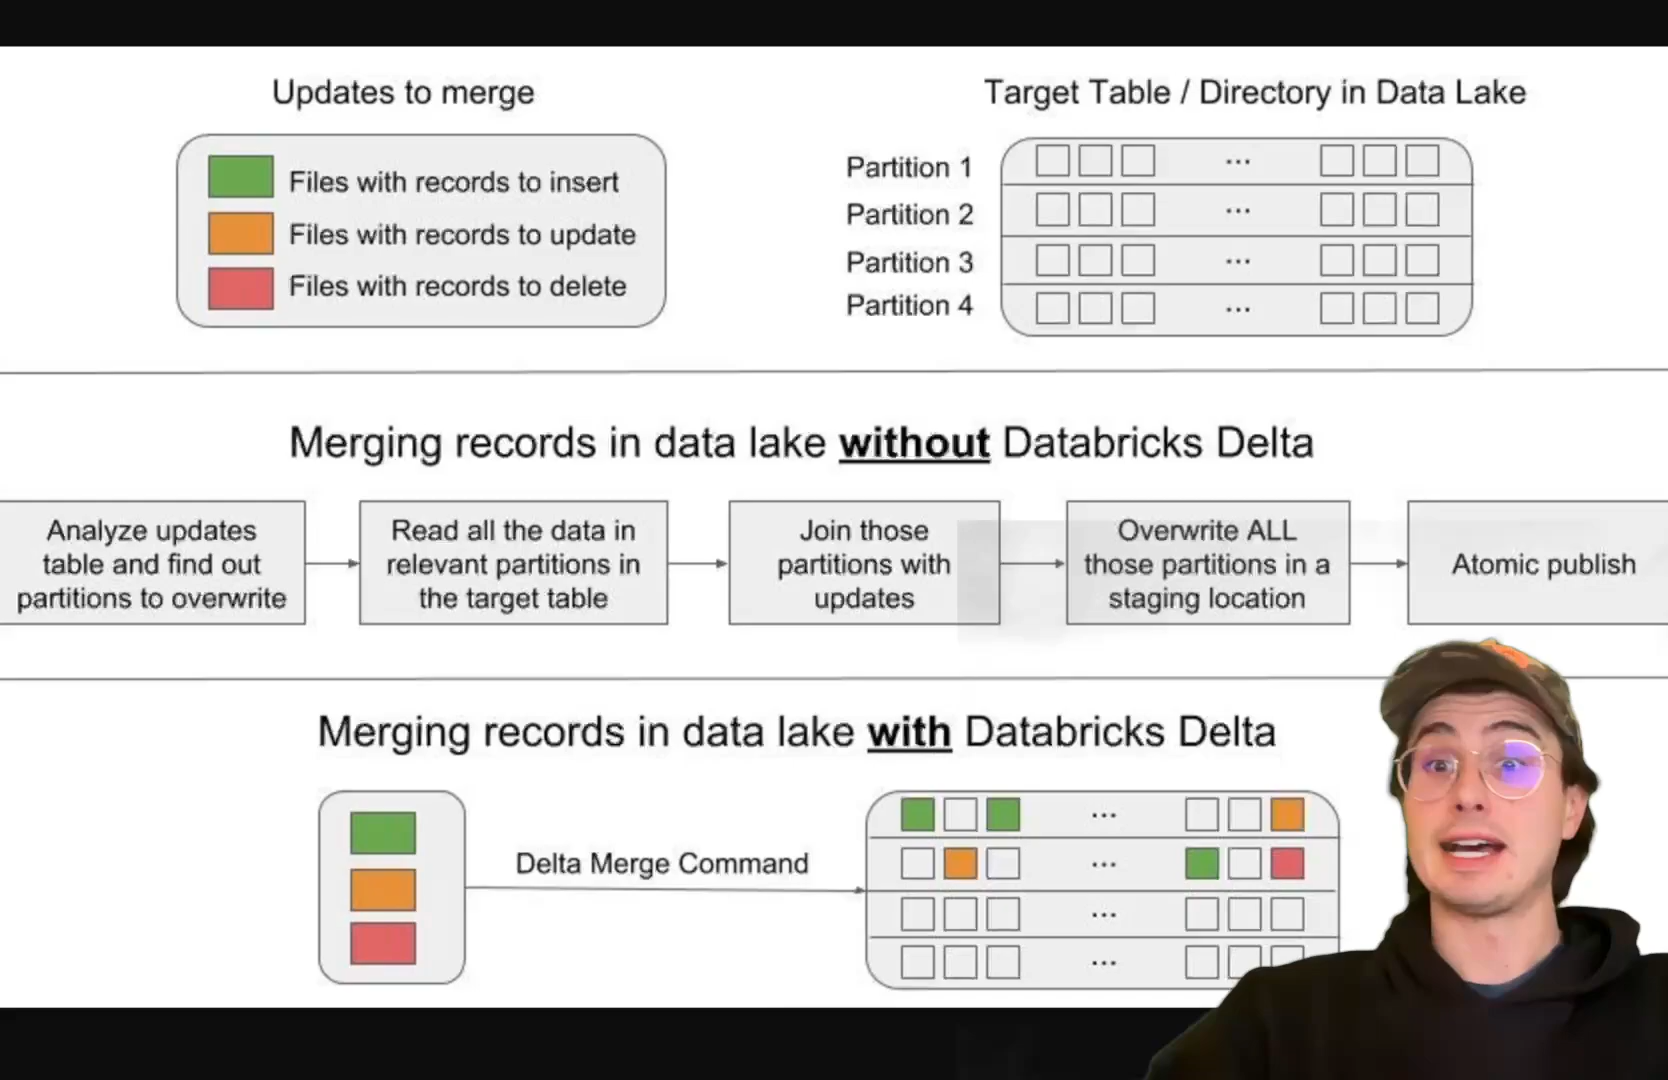 Updates to merge
Files with records to insert
Files with records to update
Files with records to delete
Target Table / Directory in Data Lake
Partition 1
...
Partition 2
...
Partition 3
...
Partition 4
...
Merging records in data lake without Databricks Delta
Analyze updates
table and find out
partitions to overwrite
Read all the data in
relevant partitions in
the target table
Join those
partitions with
updates
Overwrite ALL
those partitions in a
staging location
Atomic publish
Merging records in data lake with Databricks Delta
Delta Merge Command
...
...
...
...